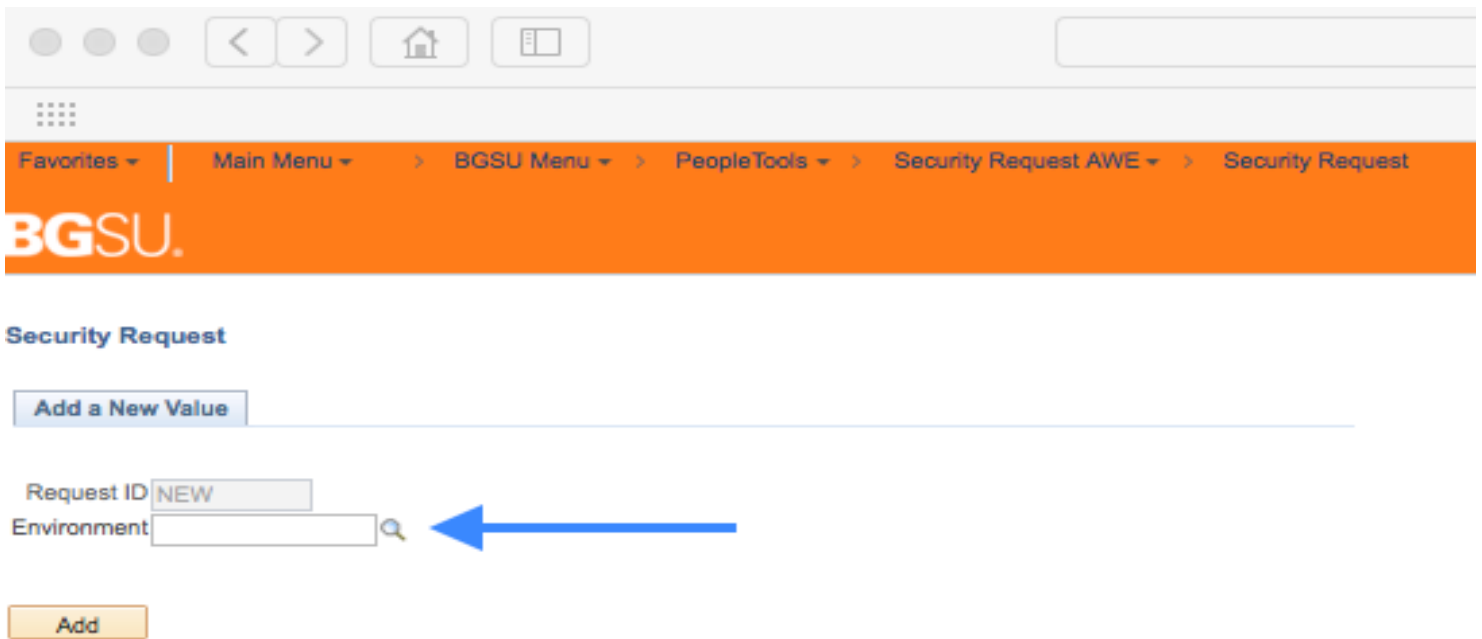 Favorites Main Menu > BGSU Menu > PeopleTools > Security Request AWE > Security Request
BGSU.
Security Request
Add a New Value
Request ID NEW
Environment
Add